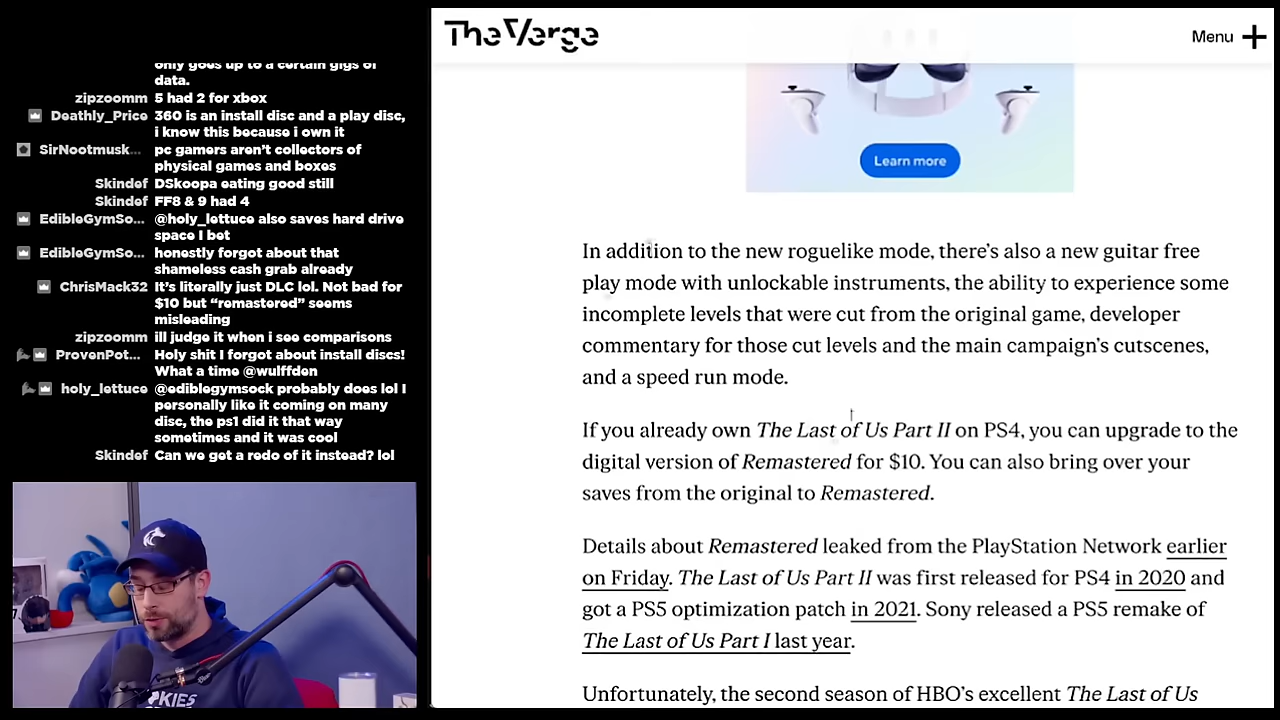 only goes up to a certain gigs of
data.
zipzoomm 5 had 2 for xbox
Deathly_Price 360 is an install disc and a play disc,
i know this because i own it
SirNootmusk... pc gamers aren't collectors of
physical games and boxes
Skindef DSkoopa eating good still
Skindef FF8 & 9 had 4
EdibleGymSo... @holy_lettuce also saves hard drive
space I bet
EdibleGymSo... honestly forgot about that
shameless cash grab already
ChrisMack32 It's literally just DLC lol. Not bad for
$10 but “remastered” seems
misleading
zipzoomm ill judge it when i see comparisons
ProvenPot... Holy shit I forgot about install discs!
What a time @wulffden
holy_lettuce @ediblegymsock probably does lol I
personally like it coming on many
disc, the ps1 did it that way
sometimes and it was cool
Skindef Can we get a redo of it instead? lol
The Verge
Menu
Learn more
In addition to the new roguelike mode, there’s also a new guitar free
play mode with unlockable instruments, the ability to experience some
incomplete levels that were cut from the original game, developer
commentary for those cut levels and the main campaign’s cutscenes,
and a speed run mode.
If you already own The Last of Us Part II on PS4, you can upgrade to the
digital version of Remastered for $10. You can also bring over your
saves from the original to Remastered.
Details about Remastered leaked from the PlayStation Network earlier
on Friday. The Last of Us Part II was first released for PS4 in 2020 and
got a PS5 optimization patch in 2021. Sony released a PS5 remake of
The Last of Us Part I last year.
Unfortunately, the second season of HBO’s excellent The Last of Us